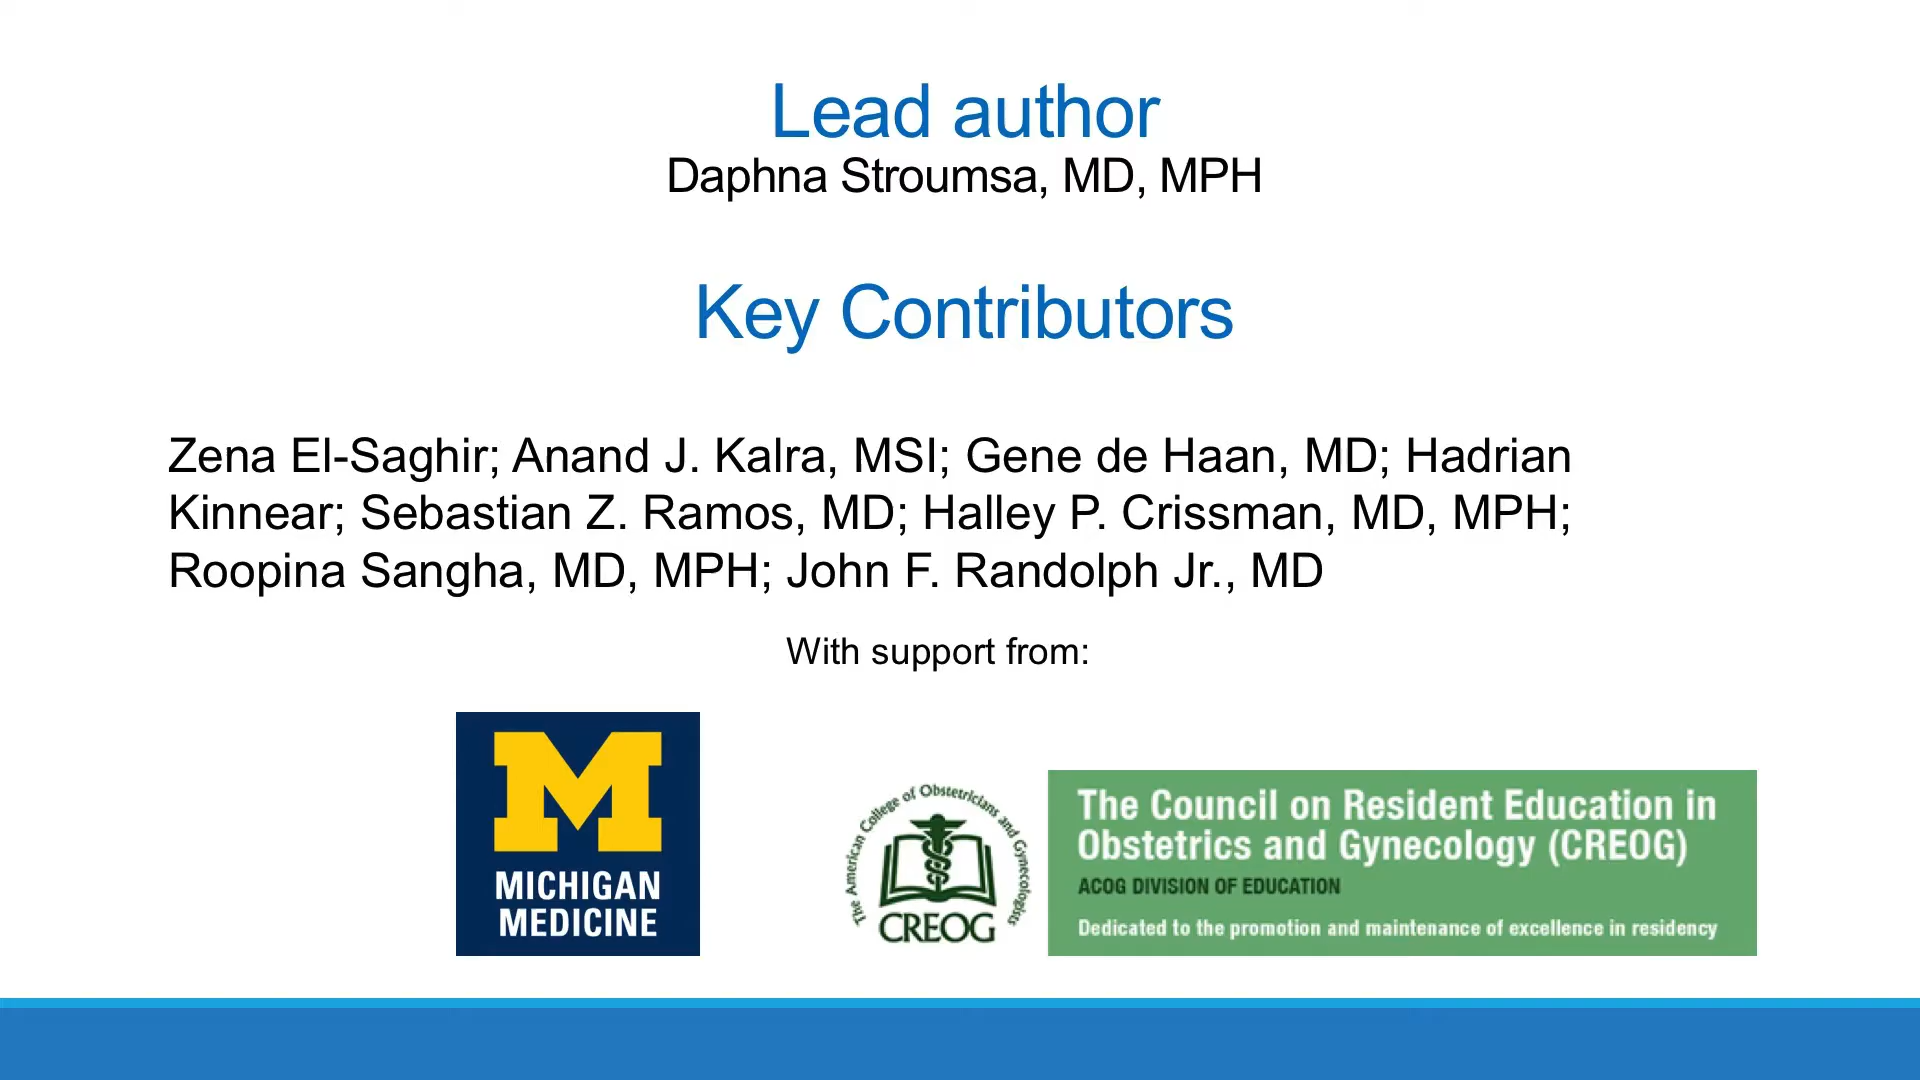 Lead author
Daphna Stroumsa, MD, MPH
Key Contributors
Zena El-Saghir; Anand J. Kalra, MSI; Gene de Haan, MD; Hadrian
Kinnear; Sebastian Z. Ramos, MD; Halley P. Crissman, MD, MPH;
Roopina Sangha, MD, MPH; John F. Randolph Jr., MD
With support from:
M
MICHIGAN
MEDICINE
The American College of Obstetricians and Gynecologists
CREOG
The Council on Resident Education in
Obstetrics and Gynecology (CREOG)
ACOG DIVISION OF EDUCATION
Dedicated to the promotion and maintenance of excellence in residency